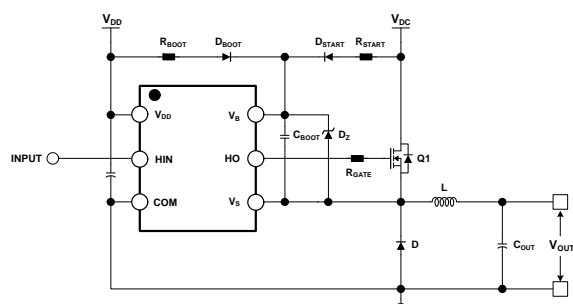 VDD
VDC
RBOOT
DBOOT
DSTART
RSTART
VDD
VB
CBOOT
DZ
INPUT
HIN
HO
Q1
RGATE
COM
VS
L
D
COUT
VOUT